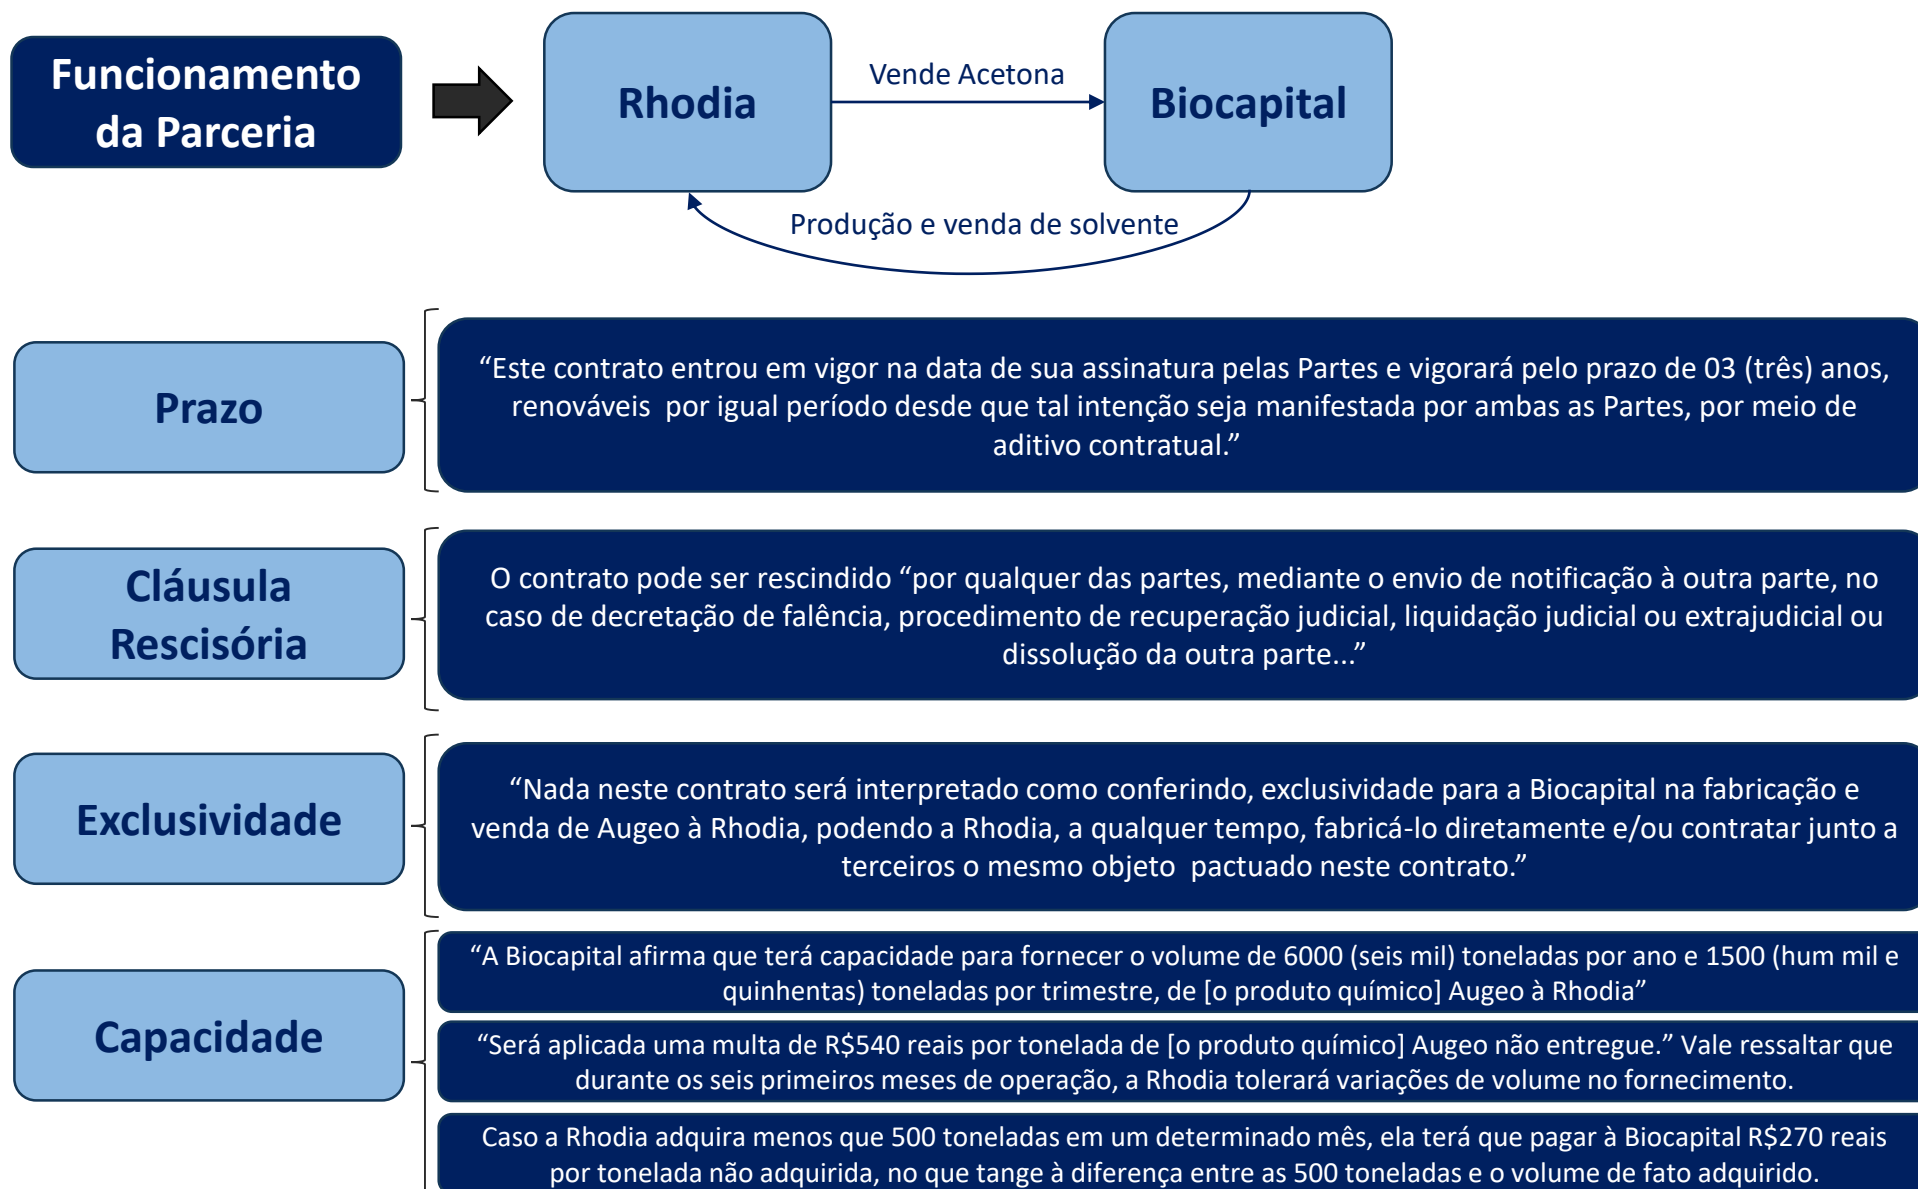 Funcionamento
da Parceria
Rhodia
Vende Acetona
Biocapital
Produção e venda de solvente
Prazo
“Este contrato entrou em vigor na data de sua assinatura pelas Partes e vigorará pelo prazo de 03 (três) anos,
renováveis  por igual período desde que tal intenção seja manifestada por ambas as Partes, por meio de
aditivo contratual.”
Cláusula
Rescisória
O contrato pode ser rescindido “por qualquer das partes, mediante o envio de notificação à outra parte, no
caso de decretação de falência, procedimento de recuperação judicial, liquidação judicial ou extrajudicial ou
dissolução da outra parte...”
Exclusividade
“Nada neste contrato será interpretado como conferindo, exclusividade para a Biocapital na fabricação e
venda de Augeo à Rhodia, podendo a Rhodia, a qualquer tempo, fabricá-lo diretamente e/ou contratar junto a
terceiros o mesmo objeto  pactuado neste contrato.”
Capacidade
“A Biocapital afirma que terá capacidade para fornecer o volume de 6000 (seis mil) toneladas por ano e 1500 (hum mil e
quinhentas) toneladas por trimestre, de [o produto químico] Augeo à Rhodia”
“Será aplicada uma multa de R$540 reais por tonelada de [o produto químico] Augeo não entregue.” Vale ressaltar que
durante os seis primeiros meses de operação, a Rhodia tolerará variações de volume no fornecimento.
Caso a Rhodia adquira menos que 500 toneladas em um determinado mês, ela terá que pagar à Biocapital R$270 reais
por tonelada não adquirida, no que tange à diferença entre as 500 toneladas e o volume de fato adquirido.